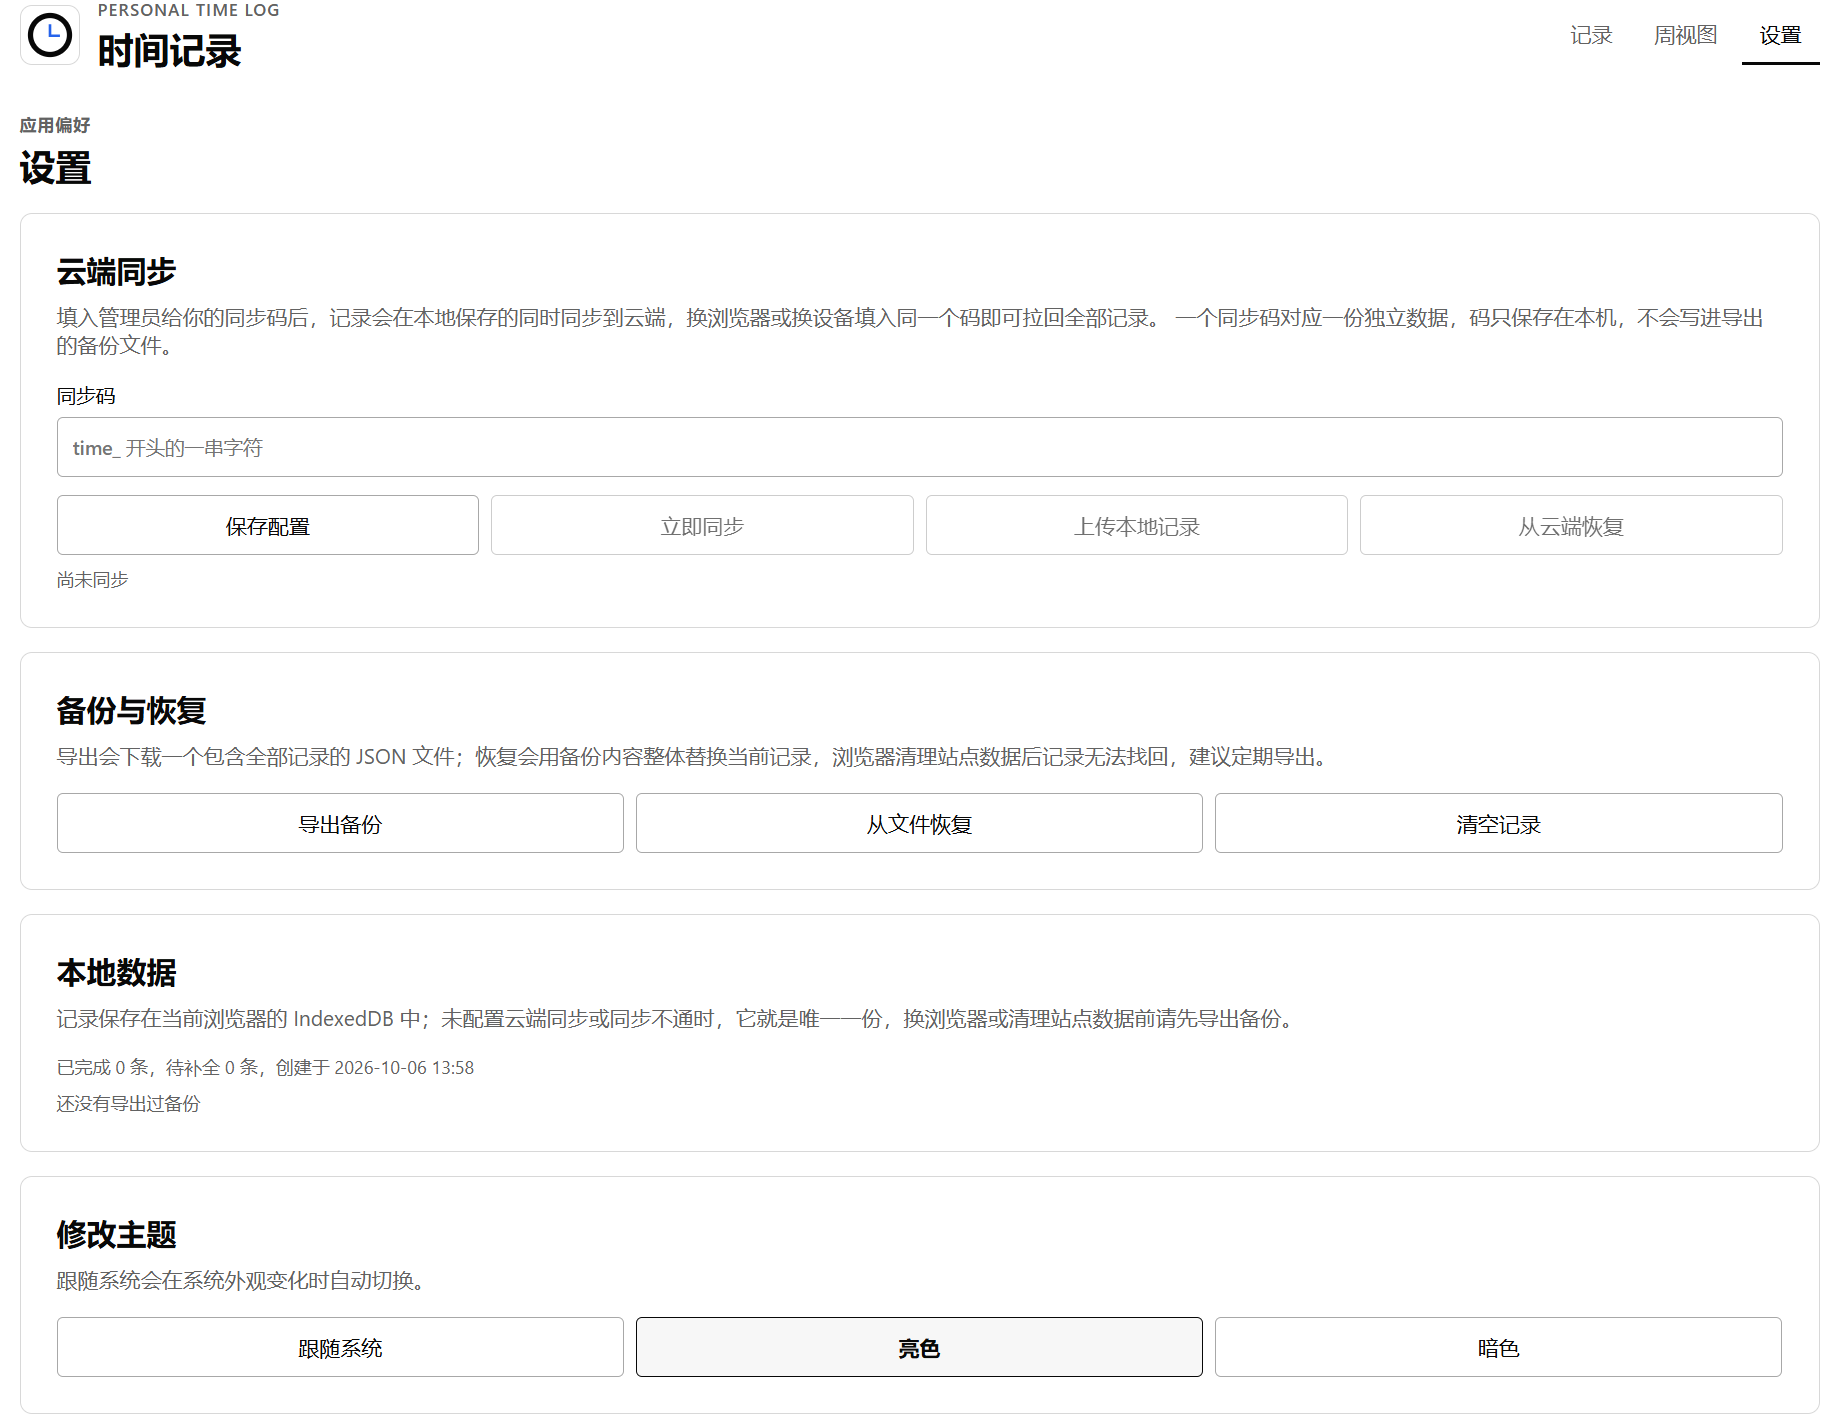 PERSONAL TIME LOG
时间记录
记录
周视图
设置
应用偏好
设置
云端同步
填入管理员给你的同步码后，记录会在本地保存的同时同步到云端，换浏览器或换设备填入同一个码即可拉回全部记录。 一个同步码对应一份独立数据，码只保存在本机，不会写进导出
的备份文件。
同步码
time_ 开头的一串字符
保存配置
立即同步
上传本地记录
从云端恢复
尚未同步
备份与恢复
导出会下载一个包含全部记录的 JSON 文件；恢复会用备份内容整体替换当前记录，浏览器清理站点数据后记录无法找回，建议定期导出。
导出备份
从文件恢复
清空记录
本地数据
记录保存在当前浏览器的 IndexedDB 中；未配置云端同步或同步不通时，它就是唯一一份，换浏览器或清理站点数据前请先导出备份。
已完成 0 条，待补全 0 条，创建于 2026-10-06 13:58
还没有导出过备份
修改主题
跟随系统会在系统外观变化时自动切换。
跟随系统
亮色
暗色